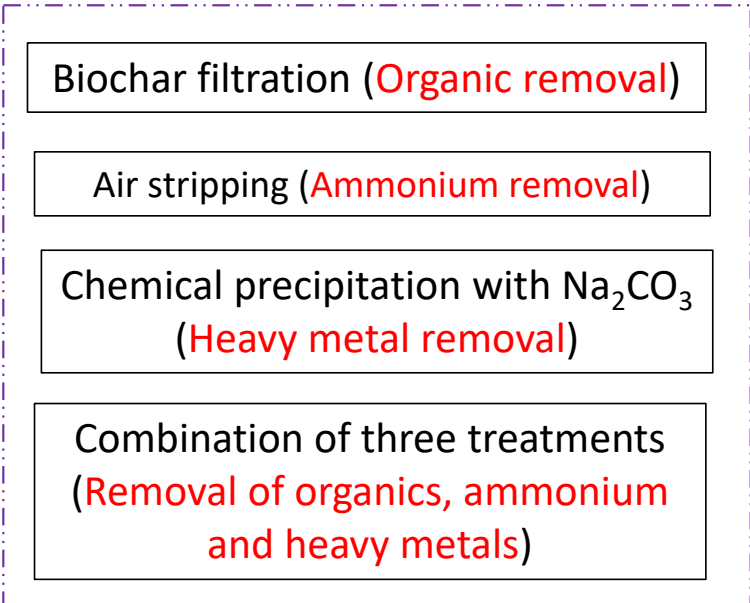 Biochar filtration (Organic removal)
Air stripping (Ammonium removal)
Chemical precipitation with Na₂CO₃
(Heavy metal removal)
Combination of three treatments
(Removal of organics, ammonium
and heavy metals)